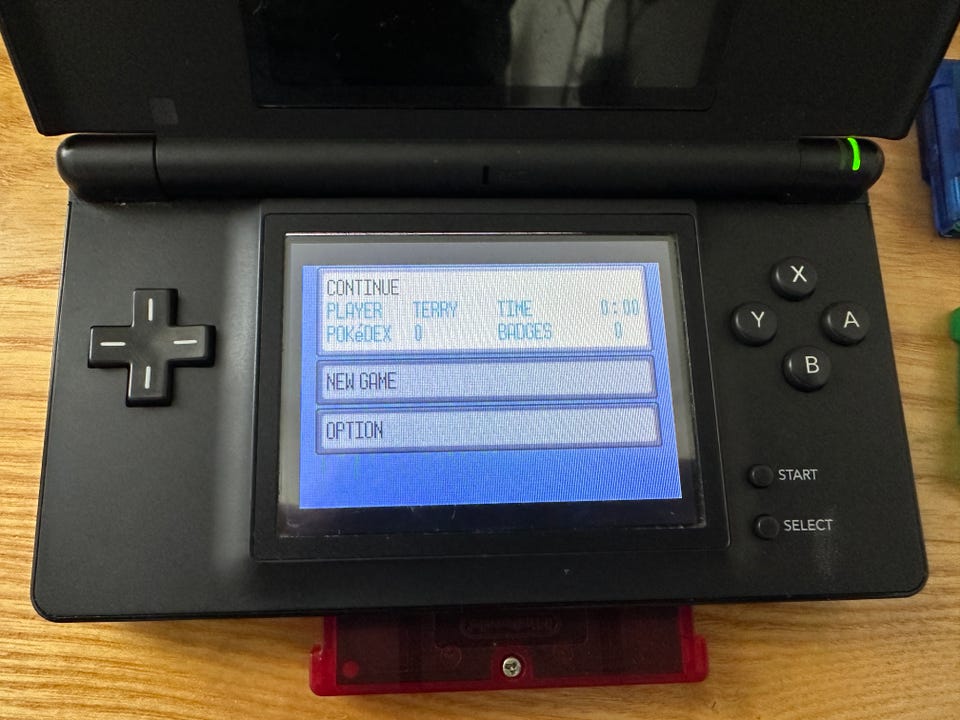 CONTINUE
PLAYER TERRY TIME 0:00
POKéDEX 0 BADGES 0
NEW GAME
OPTION
X
Y A
B
START
SELECT